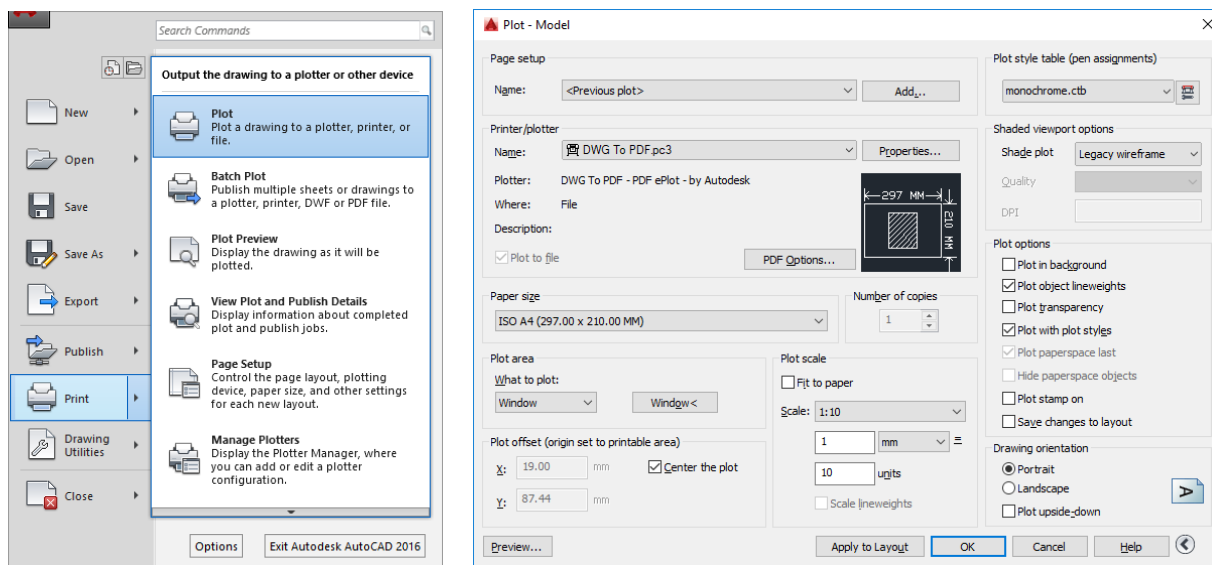 Search Commands
Output the drawing to a plotter or other device
New
Open
Save
Save As
Export
Publish
Print
Drawing
Utilities
Close
Plot
Plot a drawing to a plotter, printer, or
file.
Batch Plot
Publish multiple sheets or drawings to
a plotter, printer, DWF or PDF file.
Plot Preview
Display the drawing as it will be
plotted.
View Plot and Publish Details
Display information about completed
plot and publish jobs.
Page Setup
Control the page layout, plotting
device, paper size, and other settings
for each new layout.
Manage Plotters
Display the Plotter Manager, where
you can add or edit a plotter
configuration.
Options
Exit Autodesk AutoCAD 2016
Plot - Model
Page setup
Name: <Previous plot> Add...
Printer/plotter
Name: DWG To PDF.pc3 Properties...
Plotter: DWG To PDF - PDF ePlot - by Autodesk
Where: File
Description:
Plot to file
PDF Options...
297 MM
210 MM
Paper size
ISO A4 (297.00 x 210.00 MM)
Number of copies
1
Plot area
What to plot:
Window Window<
Plot offset (origin set to printable area)
X: 19.00 mm Center the plot
Y: 87.44 mm
Plot scale
Fit to paper
Scale: 1:10
1 mm =
10 units
Scale lineweights
Plot style table (pen assignments)
monochrome.ctb
Shaded viewport options
Shade plot Legacy wireframe
Quality
DPI
Plot options
Plot in background
Plot object lineweights
Plot transparency
Plot with plot styles
Plot paperspace last
Hide paperspace objects
Plot stamp on
Save changes to layout
Drawing orientation
Portrait
Landscape
Plot upside-down
A
Preview... Apply to Layout OK Cancel Help